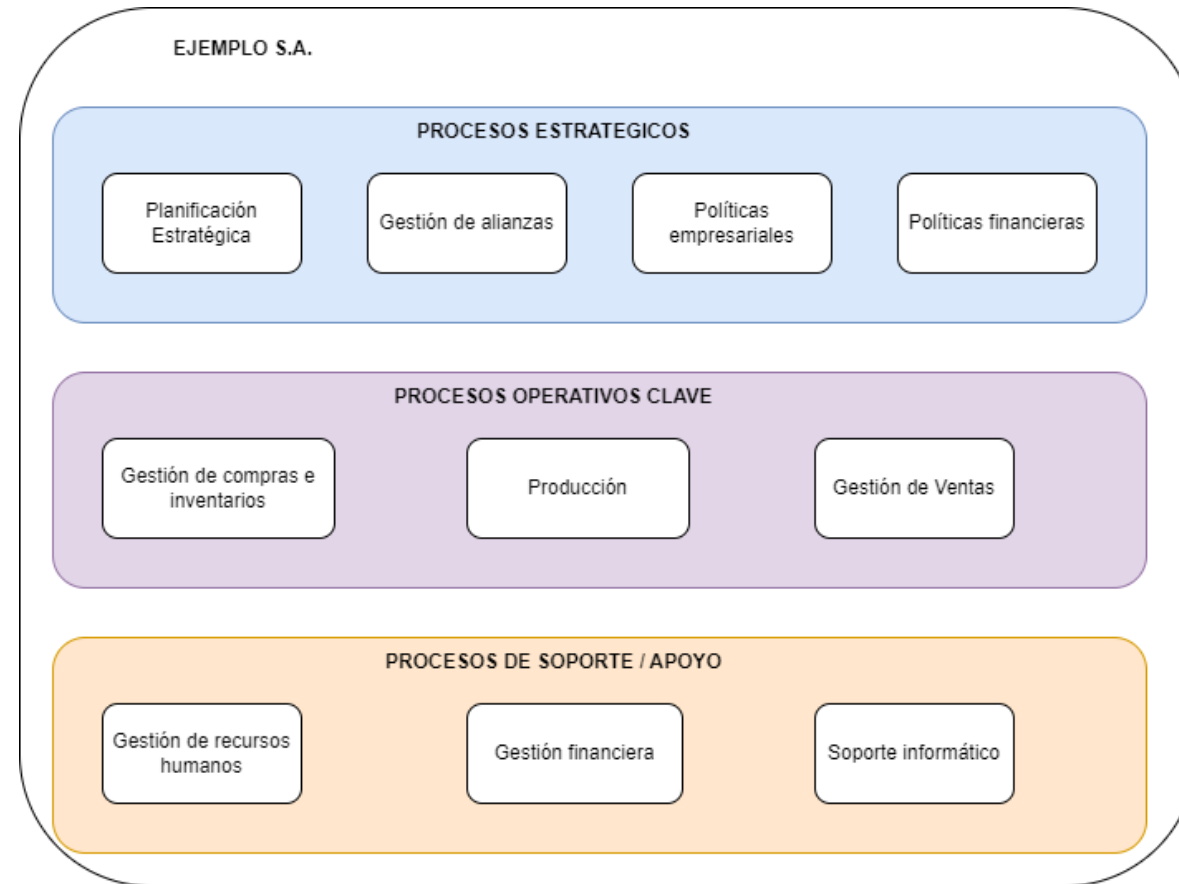 EJEMPLO S.A.
PROCESOS ESTRATEGICOS
Planificación
Estratégica
Gestión de alianzas
Políticas
empresariales
Políticas financieras
PROCESOS OPERATIVOS CLAVE
Gestión de compras e
inventarios
Producción
Gestión de Ventas
PROCESOS DE SOPORTE / APOYO
Gestión de recursos
humanos
Gestión financiera
Soporte informático